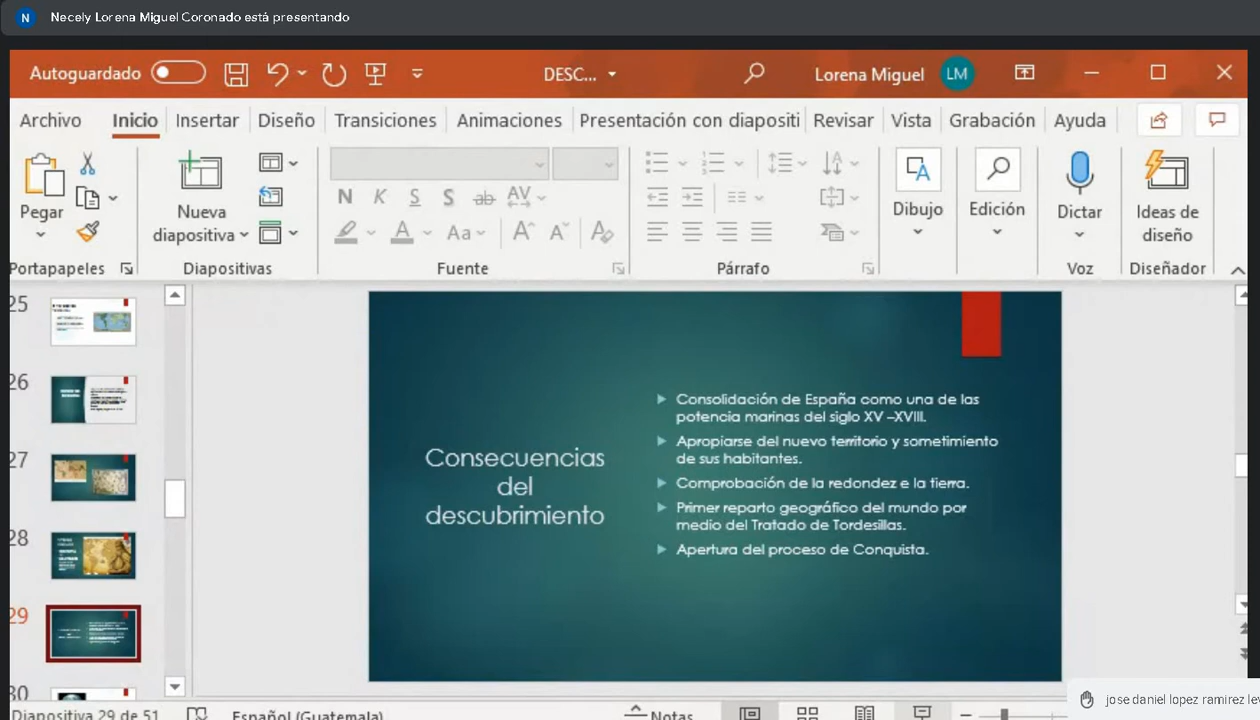 N Necely Lorena Miguel Coronado está presentando
Autoguardado DESC... Lorena Miguel LM
Archivo Inicio Insertar Diseño Transiciones Animaciones Presentación con diapositi Revisar Vista Grabación Ayuda
Pegar
Nueva
diapositiva
N K S S ab AV
A Aa A A A
Dibujo
Edición
Dictar
Ideas de
diseño
Portapapeles Diapositivas Fuente Párrafo Voz Diseñador
25
26
27
28
29
30
Consecuencias
del
descubrimiento
Consolidación de España como una de las
potencia marinas del siglo XV –XVIII.
Apropiarse del nuevo territorio y sometimiento
de sus habitantes.
Comprobación de la redondez e la tierra.
Primer reparto geográfico del mundo por
medio del Tratado de Tordesillas.
Apertura del proceso de Conquista.
jose daniel lopez ramirez lev
Diapositiva 29 de 51 Español (Guatemala) Notas